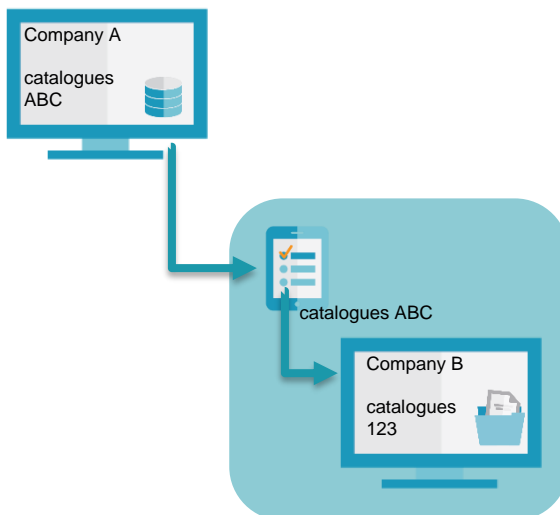 Company A
catalogues
ABC
catalogues ABC
Company B
catalogues
123